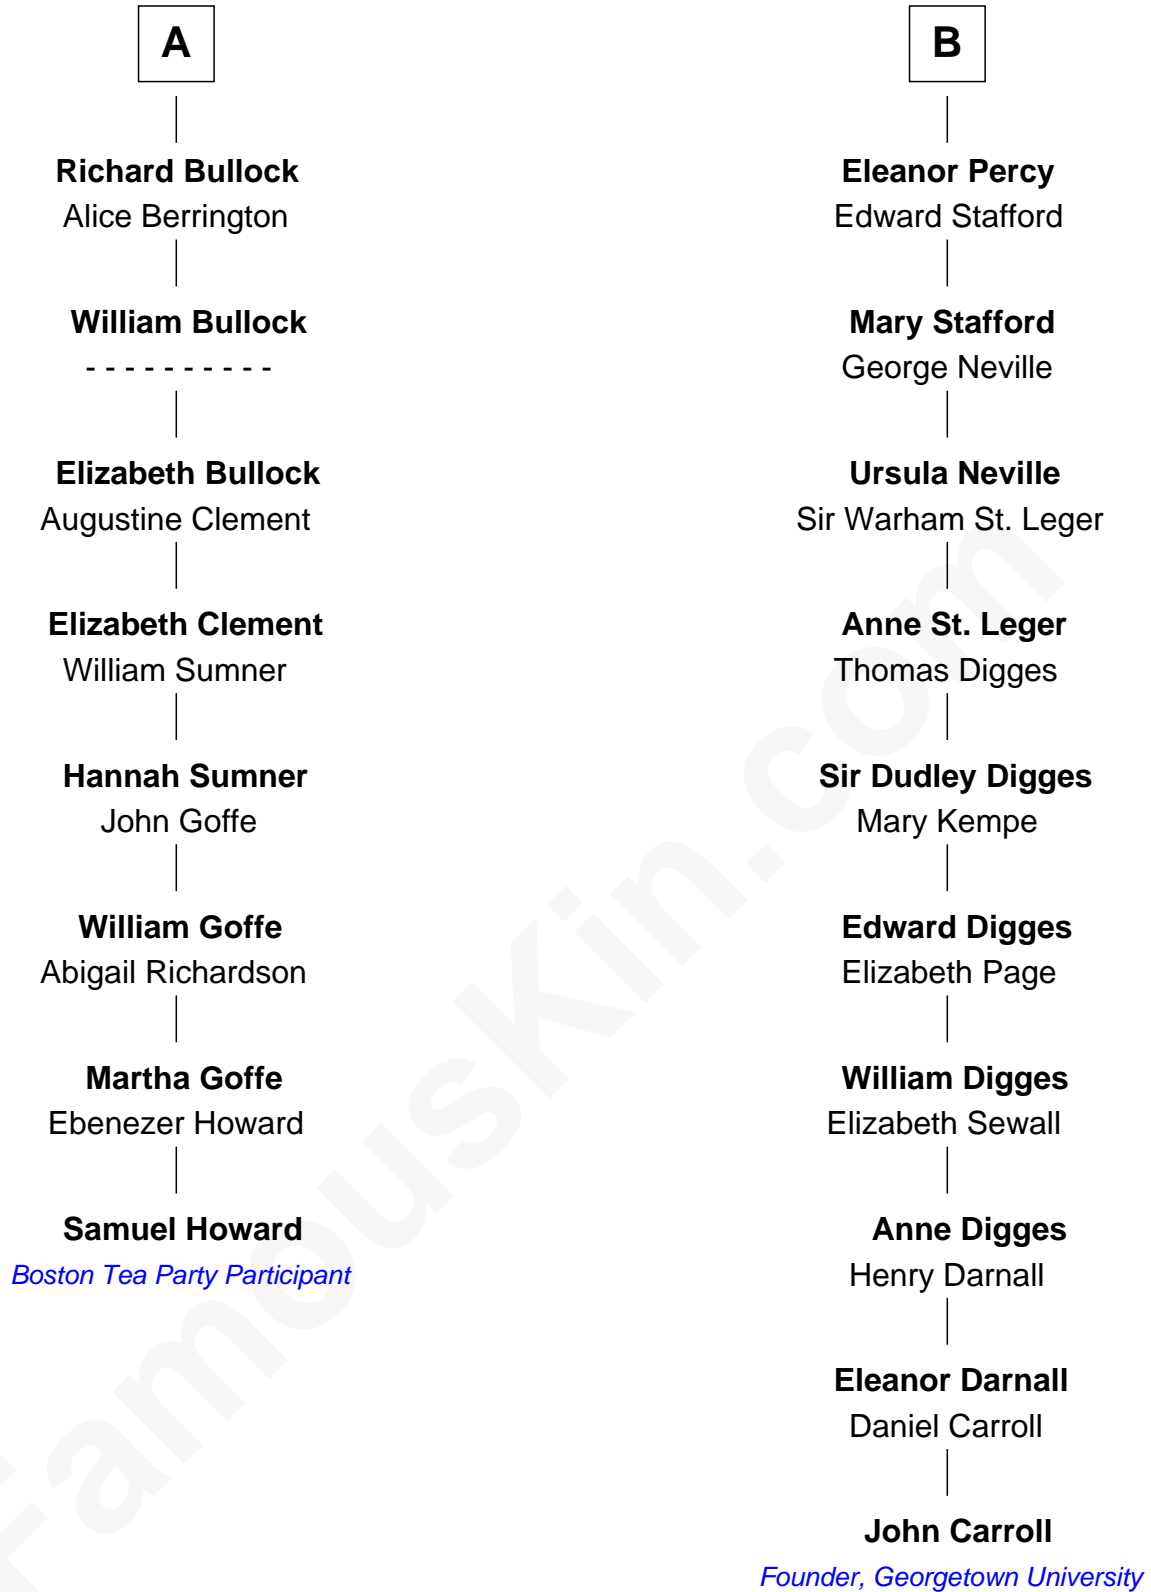 A
Richard Bullock
Alice Berrington
William Bullock
- - - - - - - - - -
Elizabeth Bullock
Augustine Clement
Elizabeth Clement
William Sumner
Hannah Sumner
John Goffe
William Goffe
Abigail Richardson
Martha Goffe
Ebenezer Howard
Samuel Howard
Boston Tea Party Participant
B
Eleanor Percy
Edward Stafford
Mary Stafford
George Neville
Ursula Neville
Sir Warham St. Leger
Anne St. Leger
Thomas Digges
Sir Dudley Digges
Mary Kempe
Edward Digges
Elizabeth Page
William Digges
Elizabeth Sewall
Anne Digges
Henry Darnall
Eleanor Darnall
Daniel Carroll
John Carroll
Founder, Georgetown University
FamousKin.com